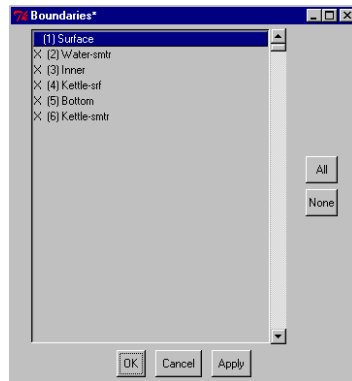 Boundaries*
(1) Surface
X (2) Water-smtr
X (3) Inner
X (4) Kettle-srf
X (5) Bottom
X (6) Kettle-smtr
All
None
OK
Cancel
Apply